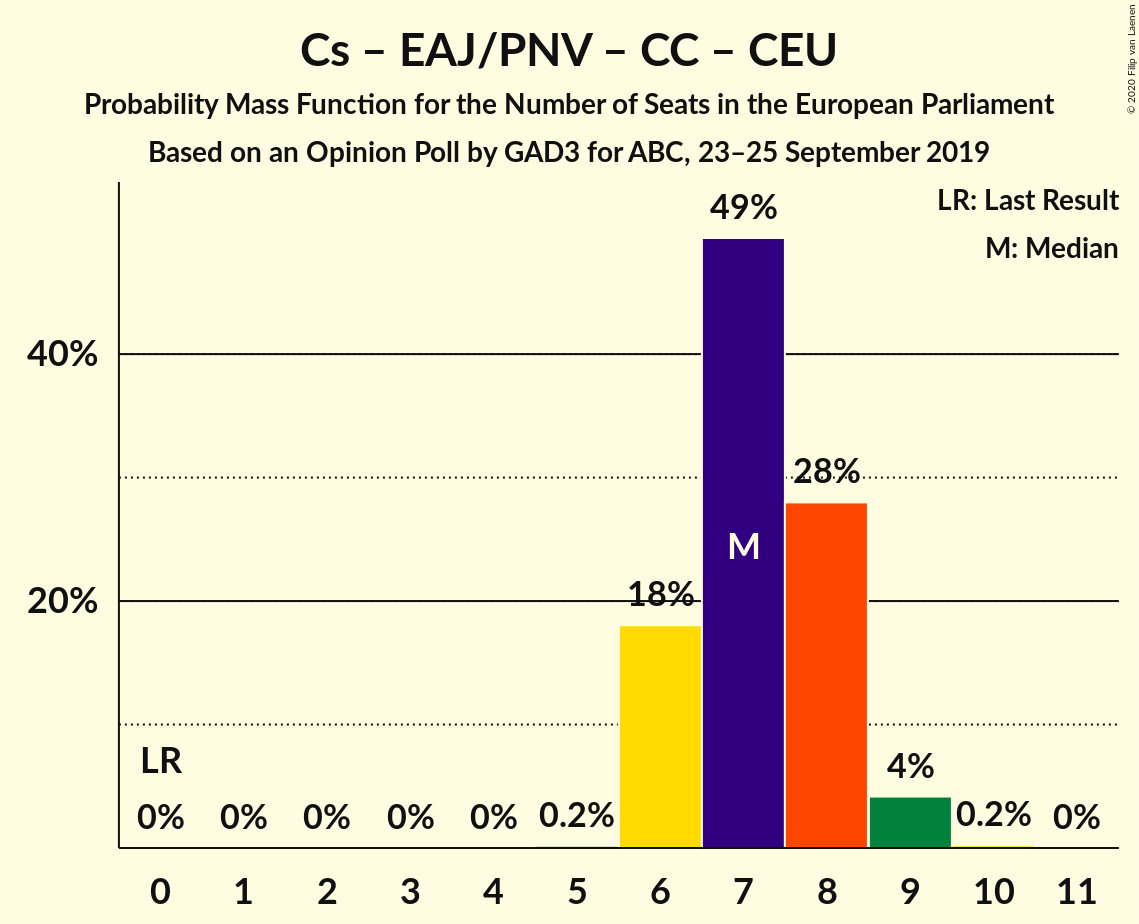 Cs – EAJ/PNV – CC – CEU
Probability Mass Function for the Number of Seats in the European Parliament
Based on an Opinion Poll by GAD3 for ABC, 23–25 September 2019
© 2020 Filip van Laenen
LR: Last Result
M: Median
49%
40%
28%
M
20%
18%
LR
4%
0% 0% 0% 0% 0% 0.2% 0.2% 0%
0 1 2 3 4 5 6 7 8 9 10 11